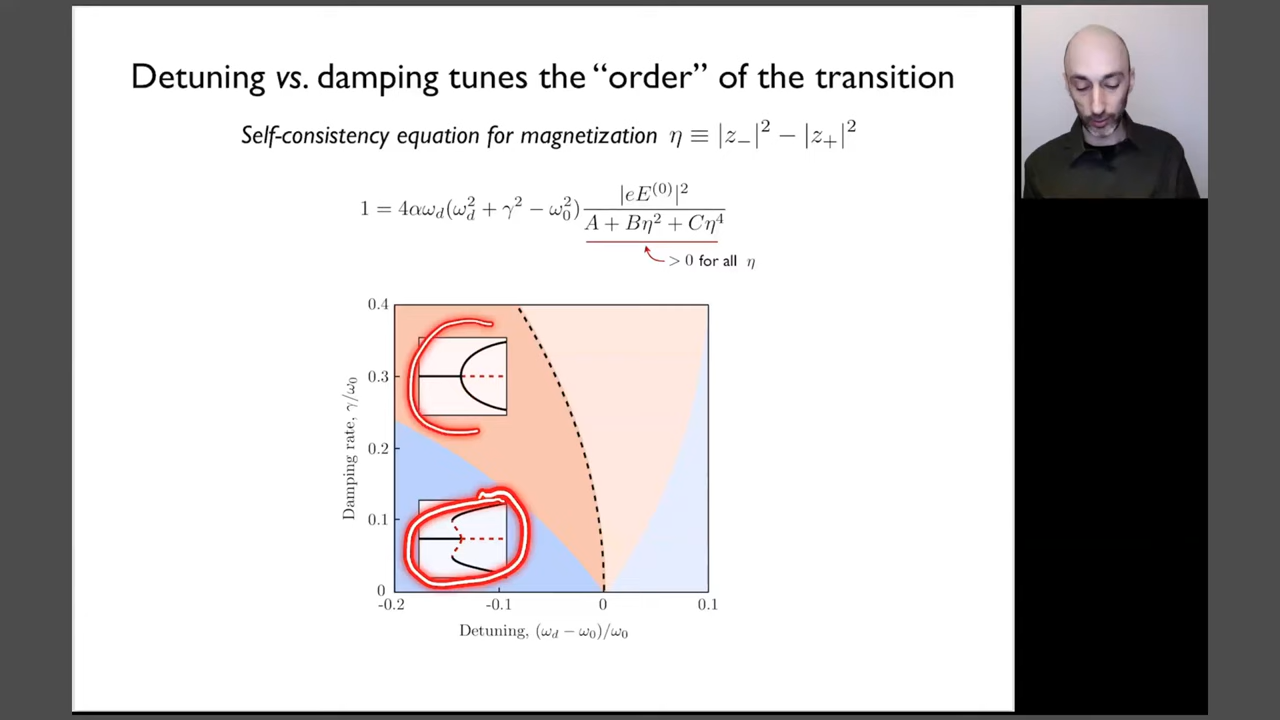 Detuning vs. damping tunes the “order” of the transition
Self-consistency equation for magnetization η ≡ |z₋|² − |z₊|²
1 = 4αω_d(ω_d² + γ² − ω₀²) |eE⁽⁰⁾|² / (A + Bη² + Cη⁴)
> 0 for all η
0.4
0.3
0.2
0.1
0
Damping rate, γ/ω₀
-0.2
-0.1
0
0.1
Detuning, (ω_d − ω₀)/ω₀